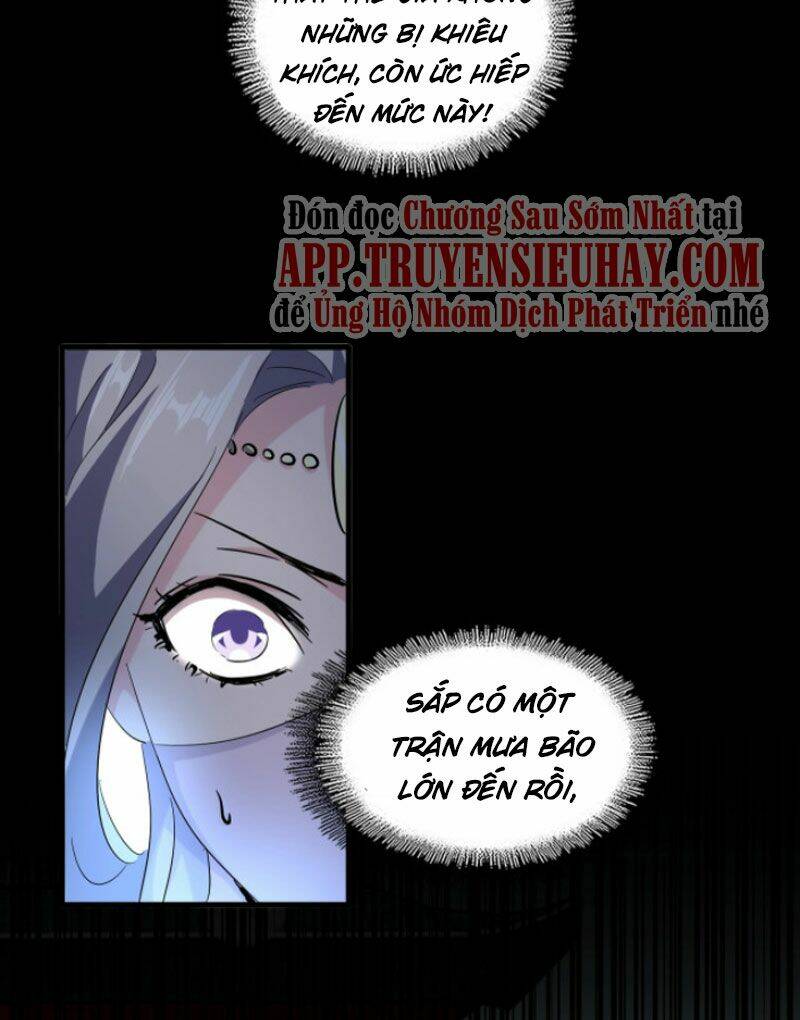 NHỮNG BỊ KHIÊU
KHÍCH, CÒN ỨC HIẾP
ĐẾN MỨC NÀY!
Đón đọc Chương Sau Sớm Nhất tại
APP.TRUYENSIEUHAY.COM
để Ủng Hộ Nhóm Dịch Phát Triển nhé
SẮP CÓ MỘT
TRẬN MƯA BÃO
LỚN ĐẾN RỒI,